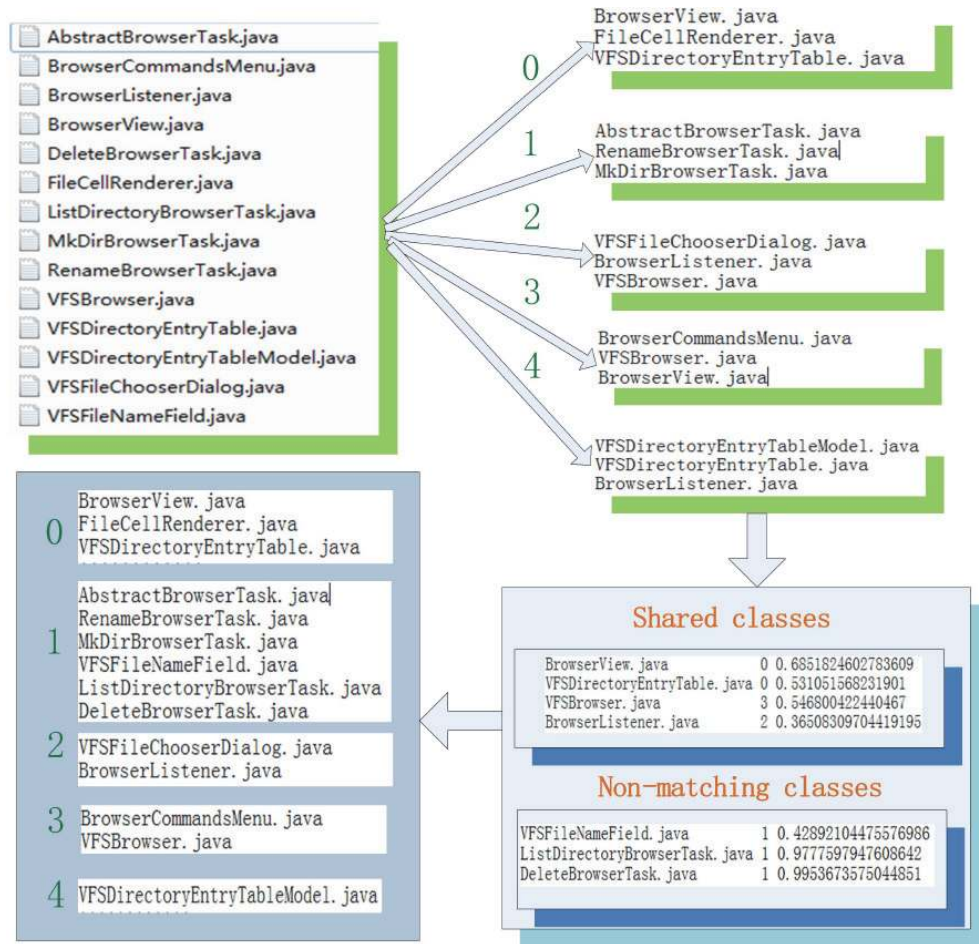 AbstractBrowserTask.java
BrowserCommandsMenu.java
BrowserListener.java
BrowserView.java
DeleteBrowserTask.java
FileCellRenderer.java
ListDirectoryBrowserTask.java
MkDirBrowserTask.java
RenameBrowserTask.java
VFSBrowser.java
VFSDirectoryEntryTable.java
VFSDirectoryEntryTableModel.java
VFSFileChooserDialog.java
VFSFileNameField.java
0
BrowserView.java
FileCellRenderer.java
VFSDirectoryEntryTable.java
1
AbstractBrowserTask.java
RenameBrowserTask.java
MkDirBrowserTask.java
2
VFSFileChooserDialog.java
BrowserListener.java
VFSBrowser.java
3
BrowserCommandsMenu.java
VFSBrowser.java
BrowserView.java
4
VFSDirectoryEntryTableModel.java
VFSDirectoryEntryTable.java
BrowserListener.java
Shared classes
BrowserView.java 0 0.6851824602783609
VFSDirectoryEntryTable.java 0 0.531051568231901
VFSBrowser.java 3 0.546800422440467
BrowserListener.java 2 0.36508309704419195
Non-matching classes
VFSFileNameField.java 1 0.42892104475576986
ListDirectoryBrowserTask.java 1 0.9777597947608642
DeleteBrowserTask.java 1 0.9953673575044851
0
BrowserView.java
FileCellRenderer.java
VFSDirectoryEntryTable.java
1
AbstractBrowserTask.java
RenameBrowserTask.java
MkDirBrowserTask.java
VFSFileNameField.java
ListDirectoryBrowserTask.java
DeleteBrowserTask.java
2
VFSFileChooserDialog.java
BrowserListener.java
3
BrowserCommandsMenu.java
VFSBrowser.java
4
VFSDirectoryEntryTableModel.java